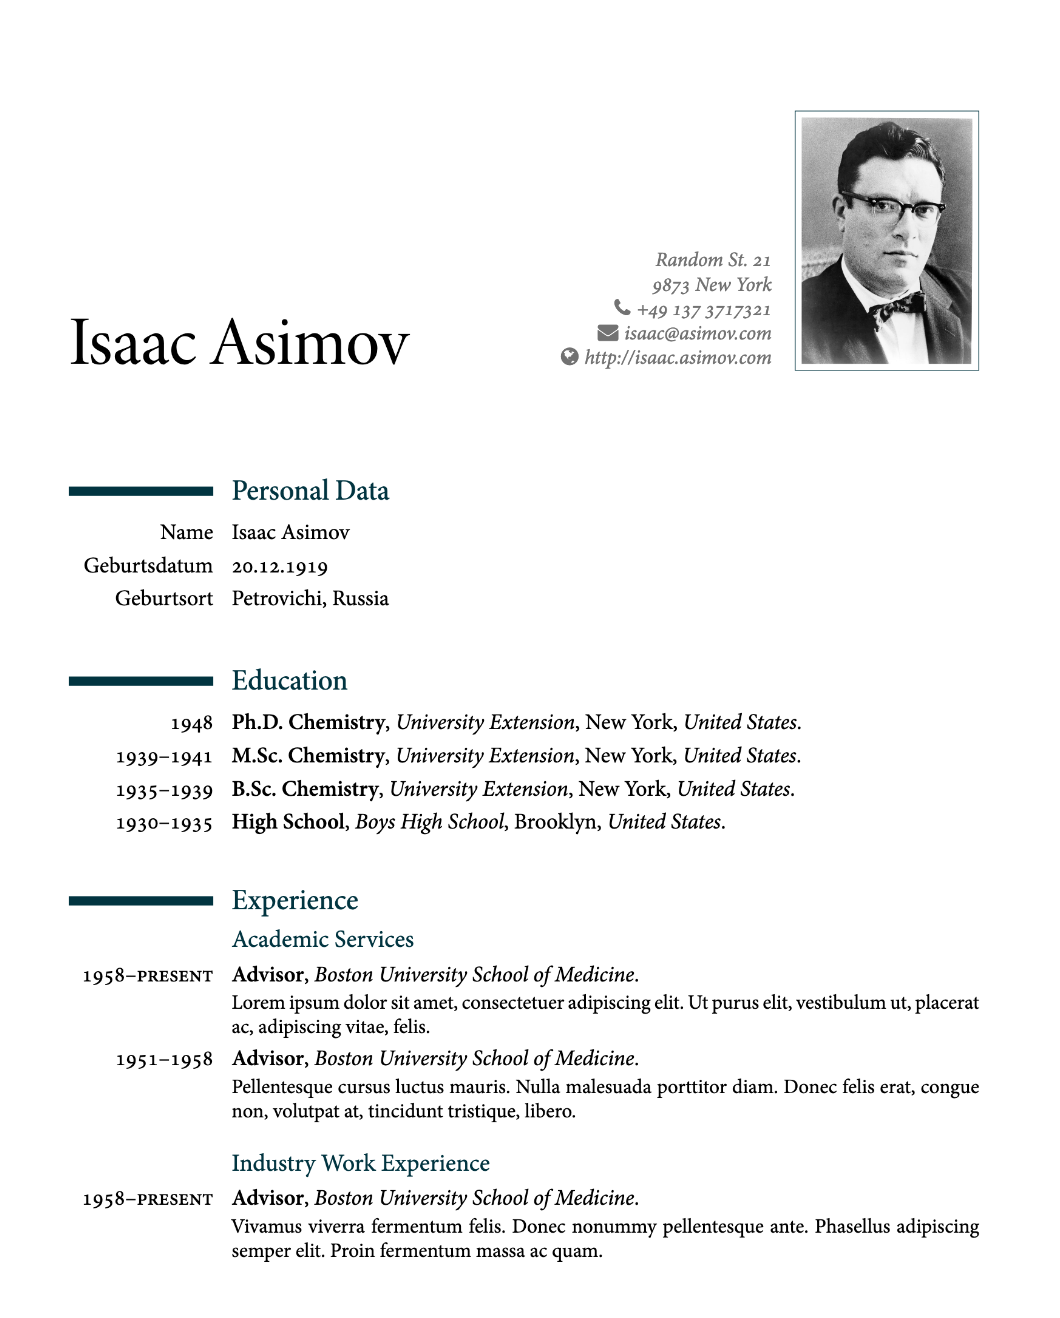 Random St. 21
9873 New York
+49 137 3717321
isaac@asimov.com
http://isaac.asimov.com
Isaac Asimov
Personal Data
Name Isaac Asimov
Geburtsdatum 20.12.1919
Geburtsort Petrovichi, Russia
Education
1948 Ph.D. Chemistry, University Extension, New York, United States.
1939–1941 M.Sc. Chemistry, University Extension, New York, United States.
1935–1939 B.Sc. Chemistry, University Extension, New York, United States.
1930–1935 High School, Boys High School, Brooklyn, United States.
Experience
Academic Services
1958–PRESENT Advisor, Boston University School of Medicine.
Lorem ipsum dolor sit amet, consectetuer adipiscing elit. Ut purus elit, vestibulum ut, placerat
ac, adipiscing vitae, felis.
1951–1958 Advisor, Boston University School of Medicine.
Pellentesque cursus luctus mauris. Nulla malesuada porttitor diam. Donec felis erat, congue
non, volutpat at, tincidunt tristique, libero.
Industry Work Experience
1958–PRESENT Advisor, Boston University School of Medicine.
Vivamus viverra fermentum felis. Donec nonummy pellentesque ante. Phasellus adipiscing
semper elit. Proin fermentum massa ac quam.